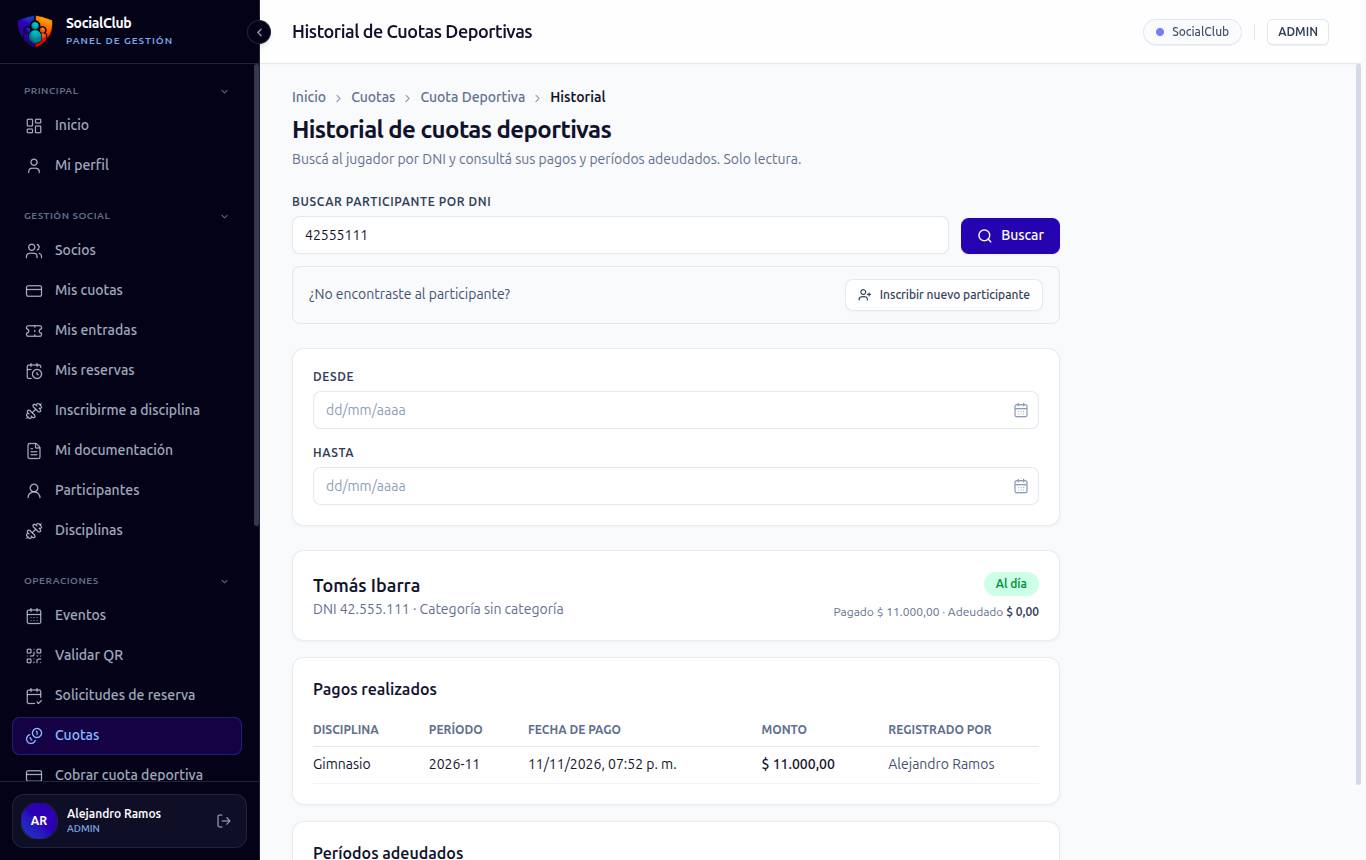 SocialClub
PANEL DE GESTIÓN
PRINCIPAL
Inicio
Mi perfil
GESTIÓN SOCIAL
Socios
Mis cuotas
Mis entradas
Mis reservas
Inscribirme a disciplina
Mi documentación
Participantes
Disciplinas
OPERACIONES
Eventos
Validar QR
Solicitudes de reserva
Cuotas
Cobrar cuota deportiva
AR
Alejandro Ramos
ADMIN
Historial de Cuotas Deportivas
SocialClub
ADMIN
Inicio > Cuotas > Cuota Deportiva > Historial
Historial de cuotas deportivas
Buscá al jugador por DNI y consultá sus pagos y períodos adeudados. Solo lectura.
BUSCAR PARTICIPANTE POR DNI
42555111
Buscar
¿No encontraste al participante?
Inscribir nuevo participante
DESDE
dd/mm/aaaa
HASTA
dd/mm/aaaa
Tomás Ibarra
Al día
DNI 42.555.111 · Categoría sin categoría
Pagado $ 11.000,00 · Adeudado $ 0,00
Pagos realizados
DISCIPLINA PERÍODO FECHA DE PAGO MONTO REGISTRADO POR
Gimnasio 2026-11 11/11/2026, 07:52 p. m. $ 11.000,00 Alejandro Ramos
Períodos adeudados